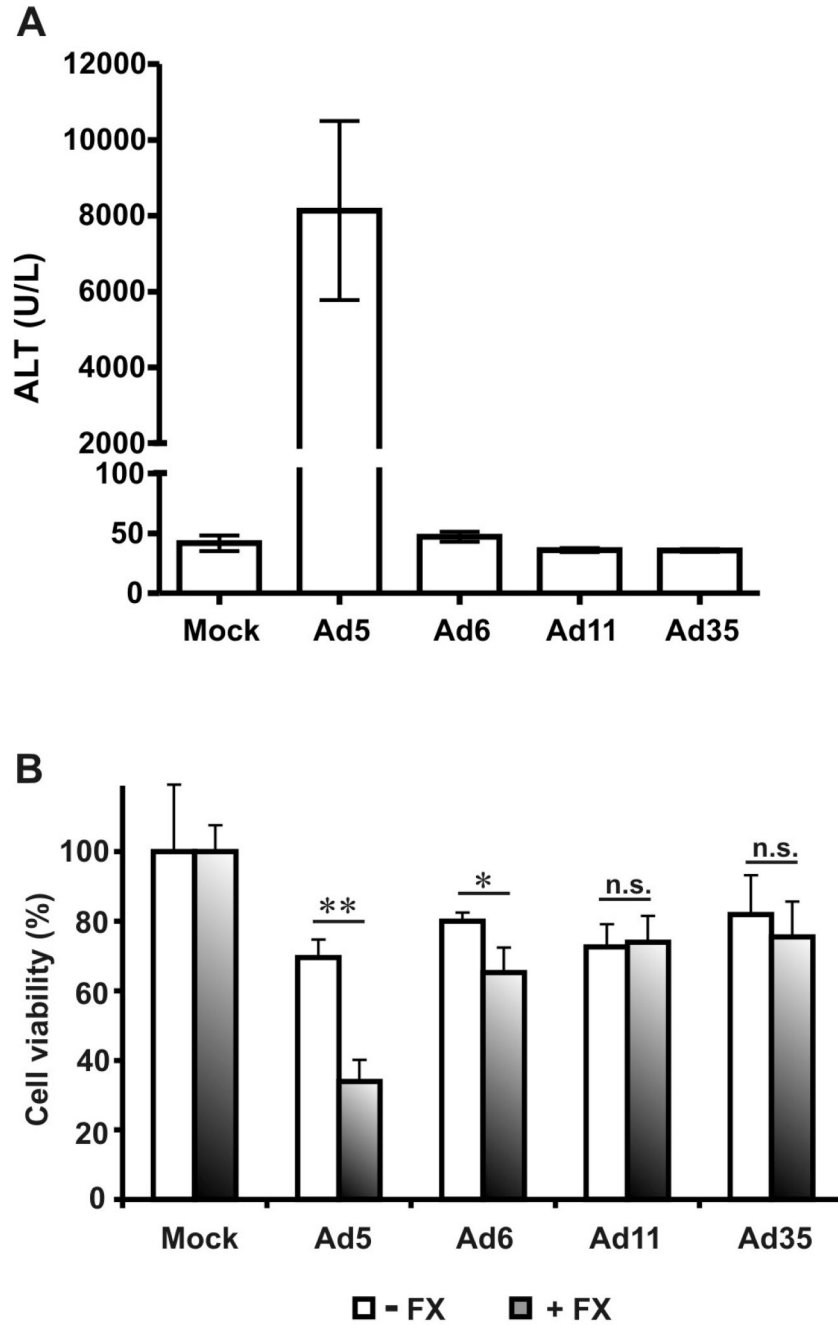 A
12000
10000
8000
6000
4000
2000
100
50
0
ALT (U/L)
Mock Ad5 Ad6 Ad11 Ad35
B
100
80
60
40
20
0
Cell viability (%)
** * n.s. n.s.
Mock Ad5 Ad6 Ad11 Ad35
- FX + FX